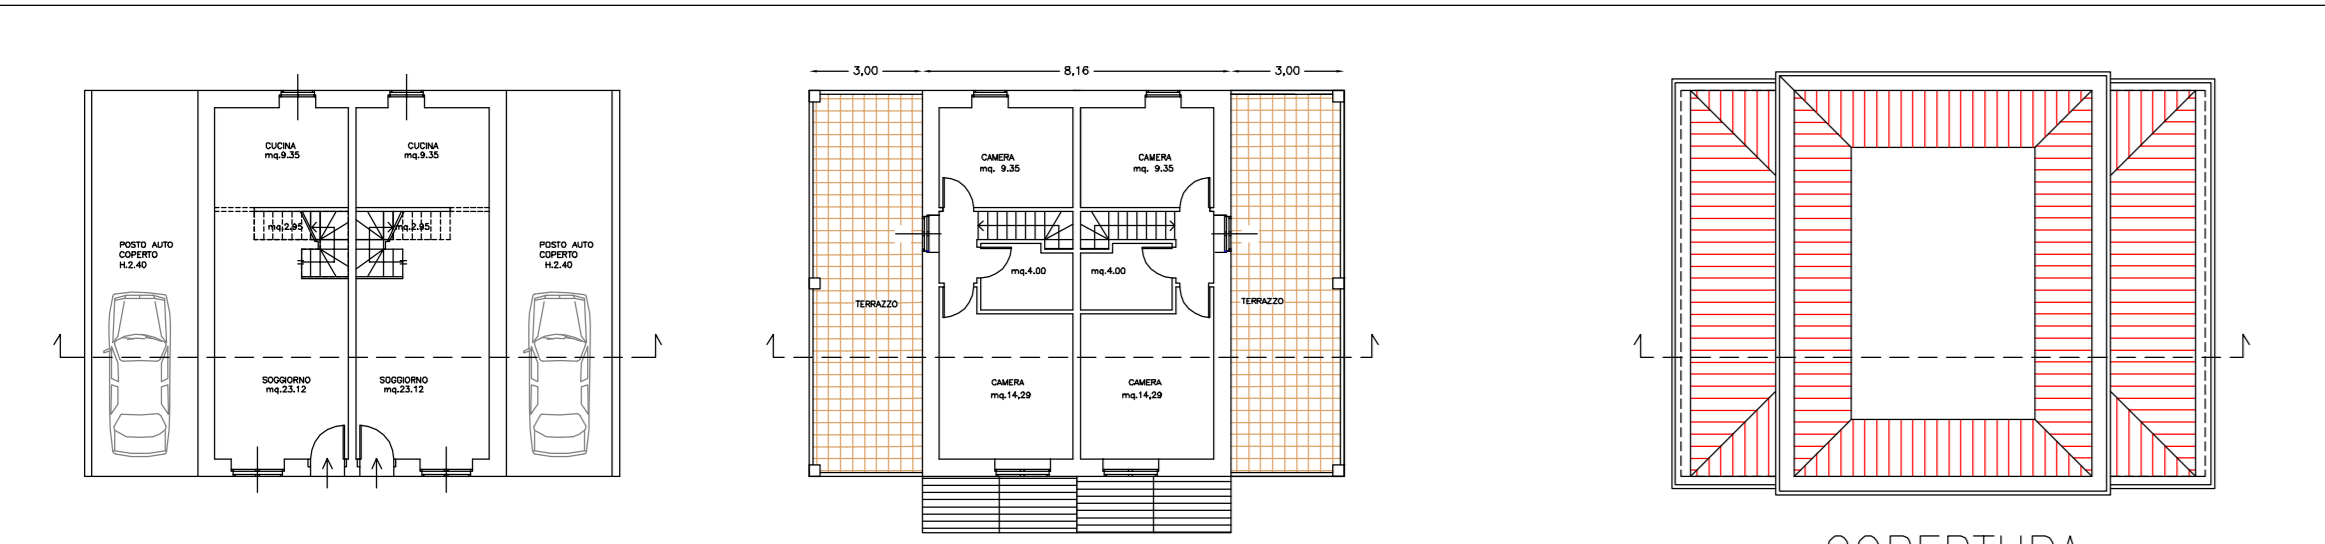 CUCINA
mq.9.35
CUCINA
mq.9.35
mq.2.95
mq.2.95
POSTO AUTO
COPERTO
H.2.40
POSTO AUTO
COPERTO
H.2.40
SOGGIORNO
mq.23.12
SOGGIORNO
mq.23.12
3,00
8,16
3,00
CAMERA
mq. 9.35
CAMERA
mq. 9.35
mq.4.00
mq.4.00
TERRAZZO
TERRAZZO
CAMERA
mq.14,29
CAMERA
mq.14,29
COPERTURA